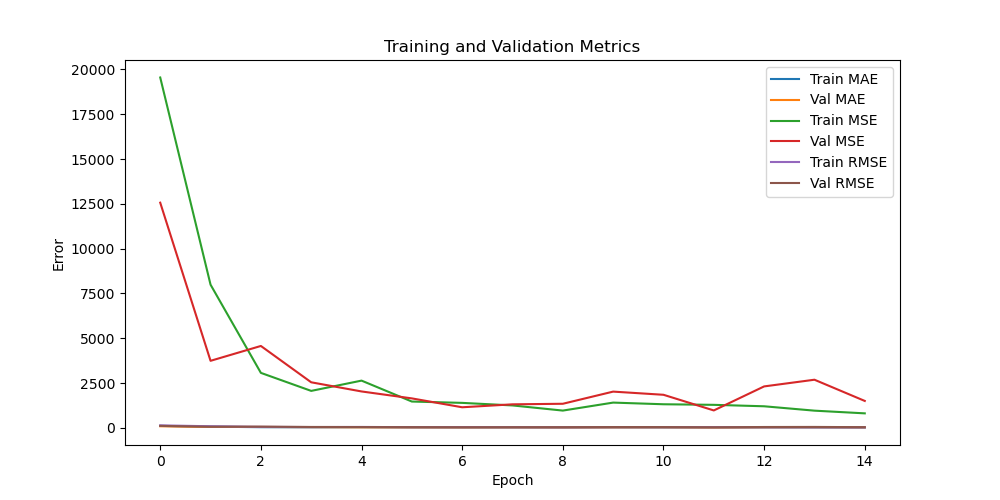 Training and Validation Metrics
20000
17500
15000
12500
10000
7500
5000
2500
0
Error
Train MAE
Val MAE
Train MSE
Val MSE
Train RMSE
Val RMSE
0 2 4 6 8 10 12 14
Epoch